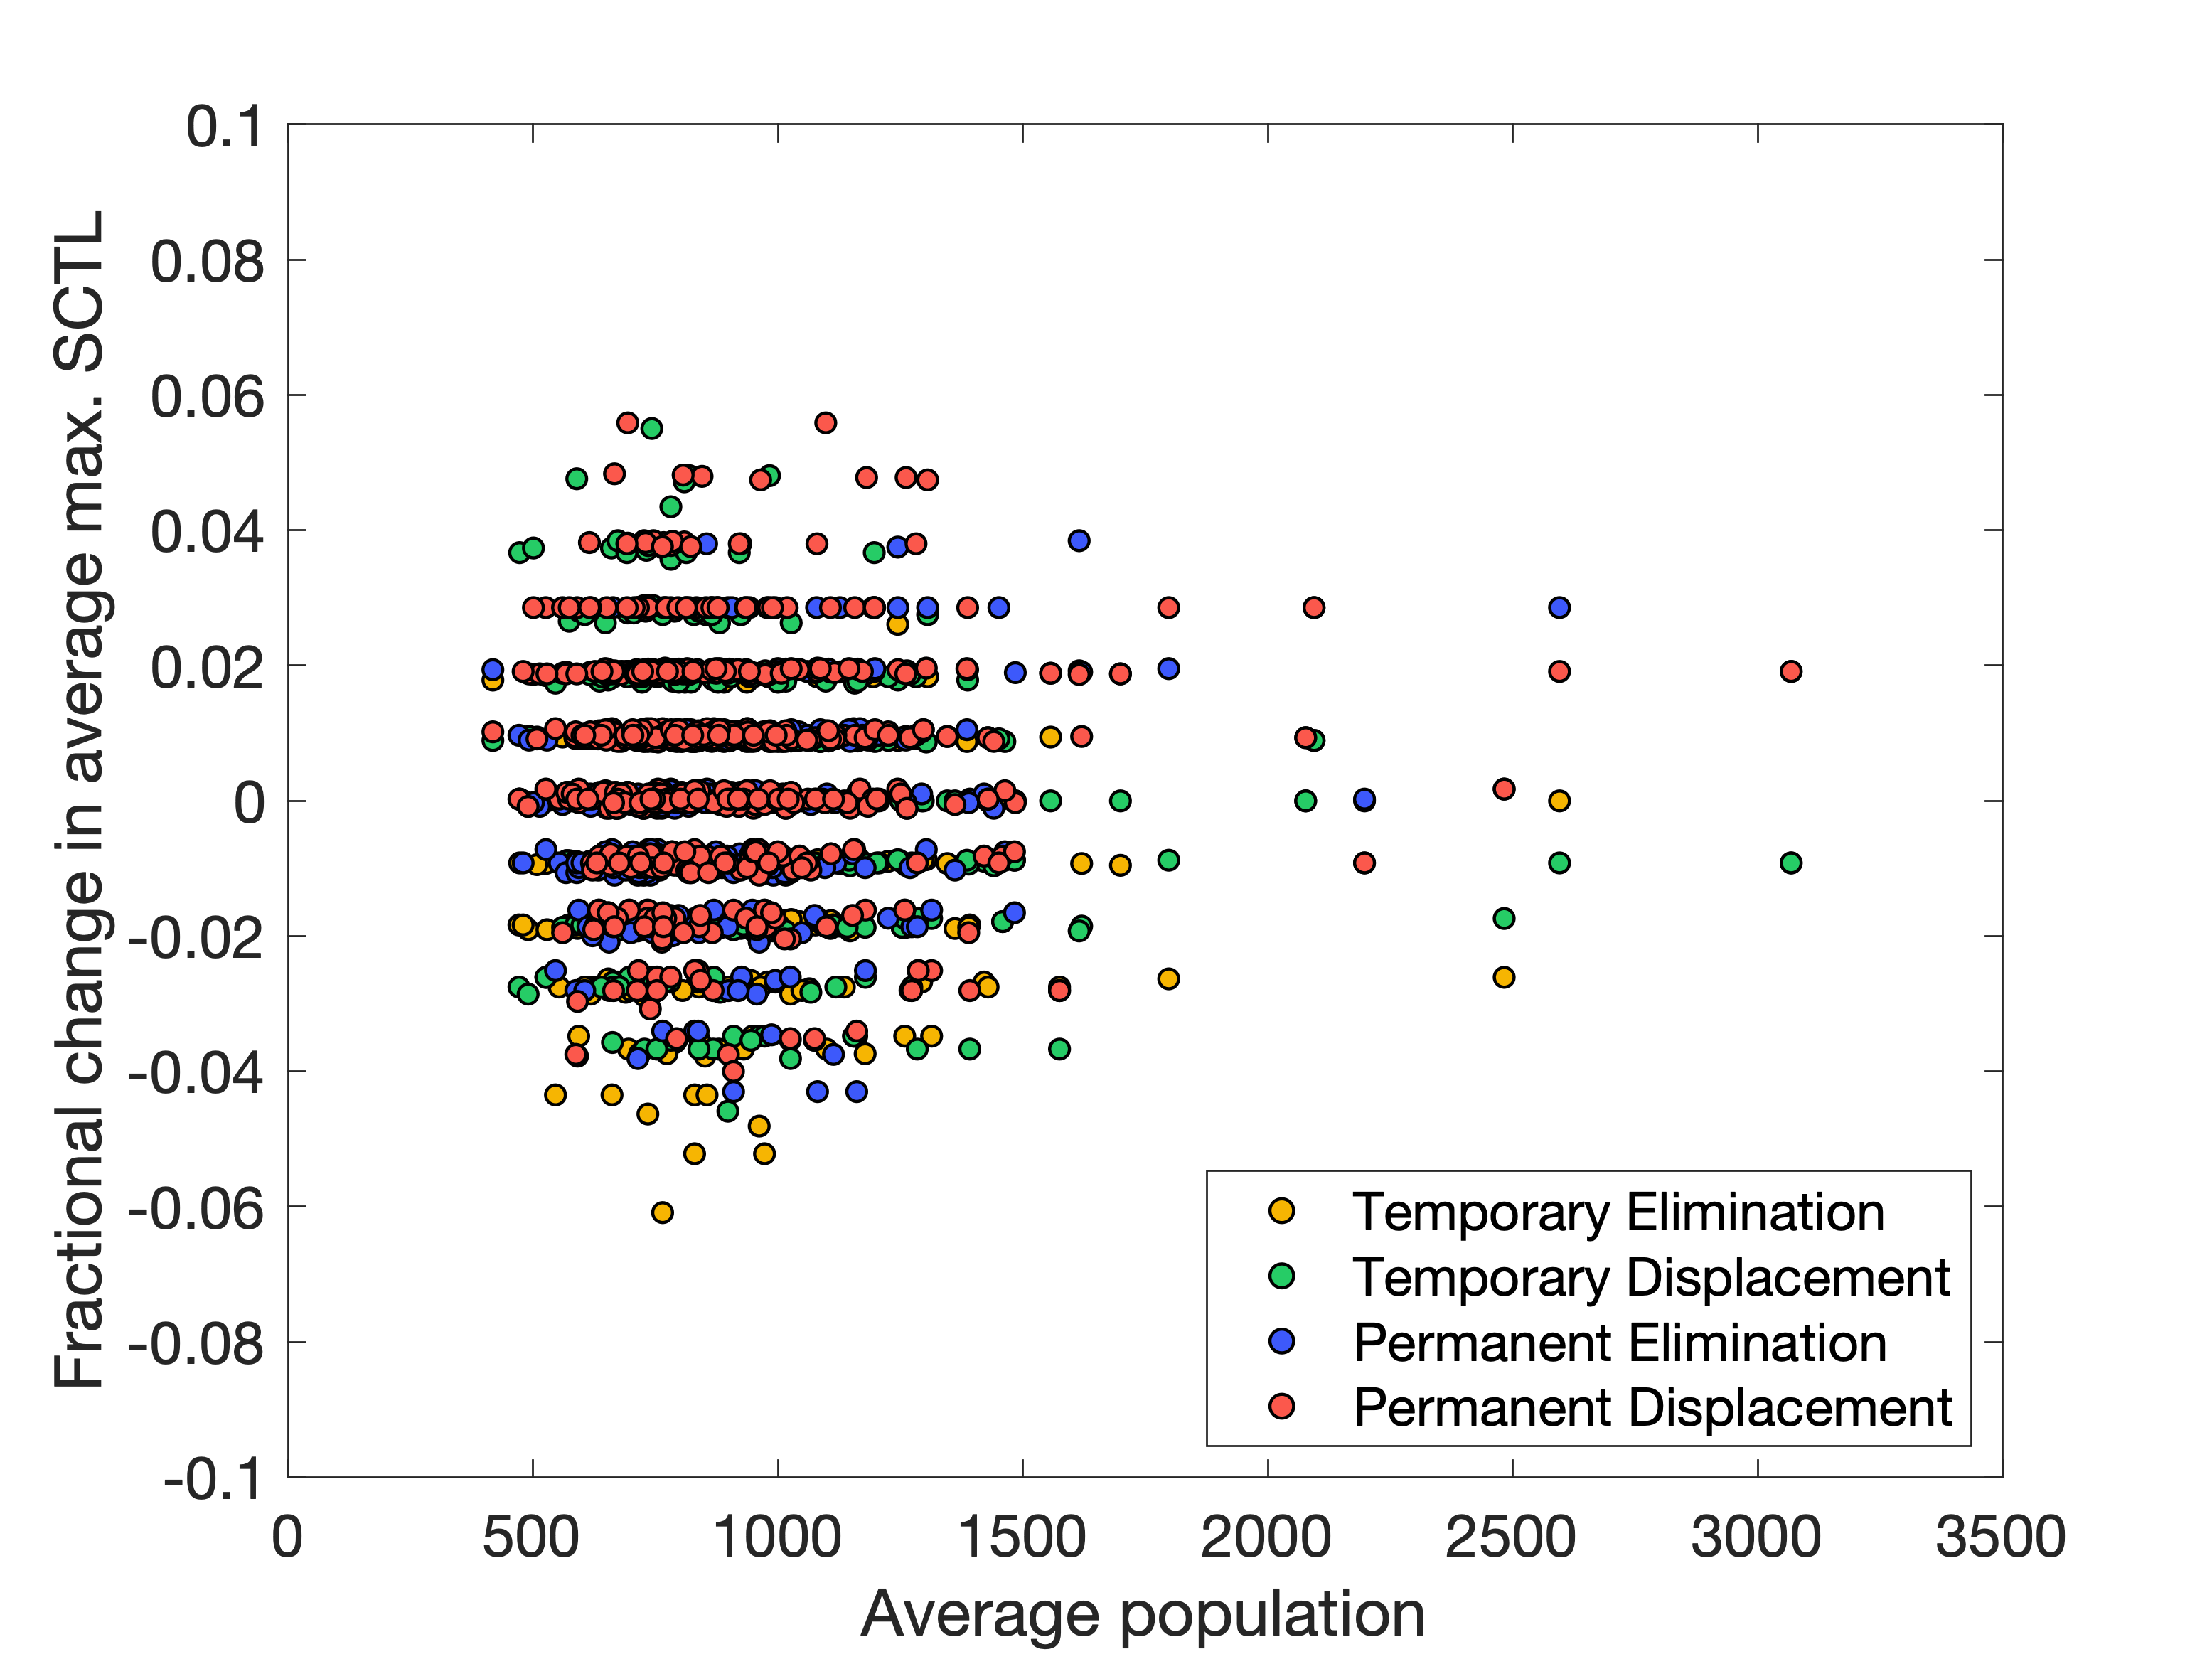 Fractional change in average max. SCTL
0.1
0.08
0.06
0.04
0.02
0
-0.02
-0.04
-0.06
-0.08
-0.1
Temporary Elimination
Temporary Displacement
Permanent Elimination
Permanent Displacement
0 500 1000 1500 2000 2500 3000 3500
Average population